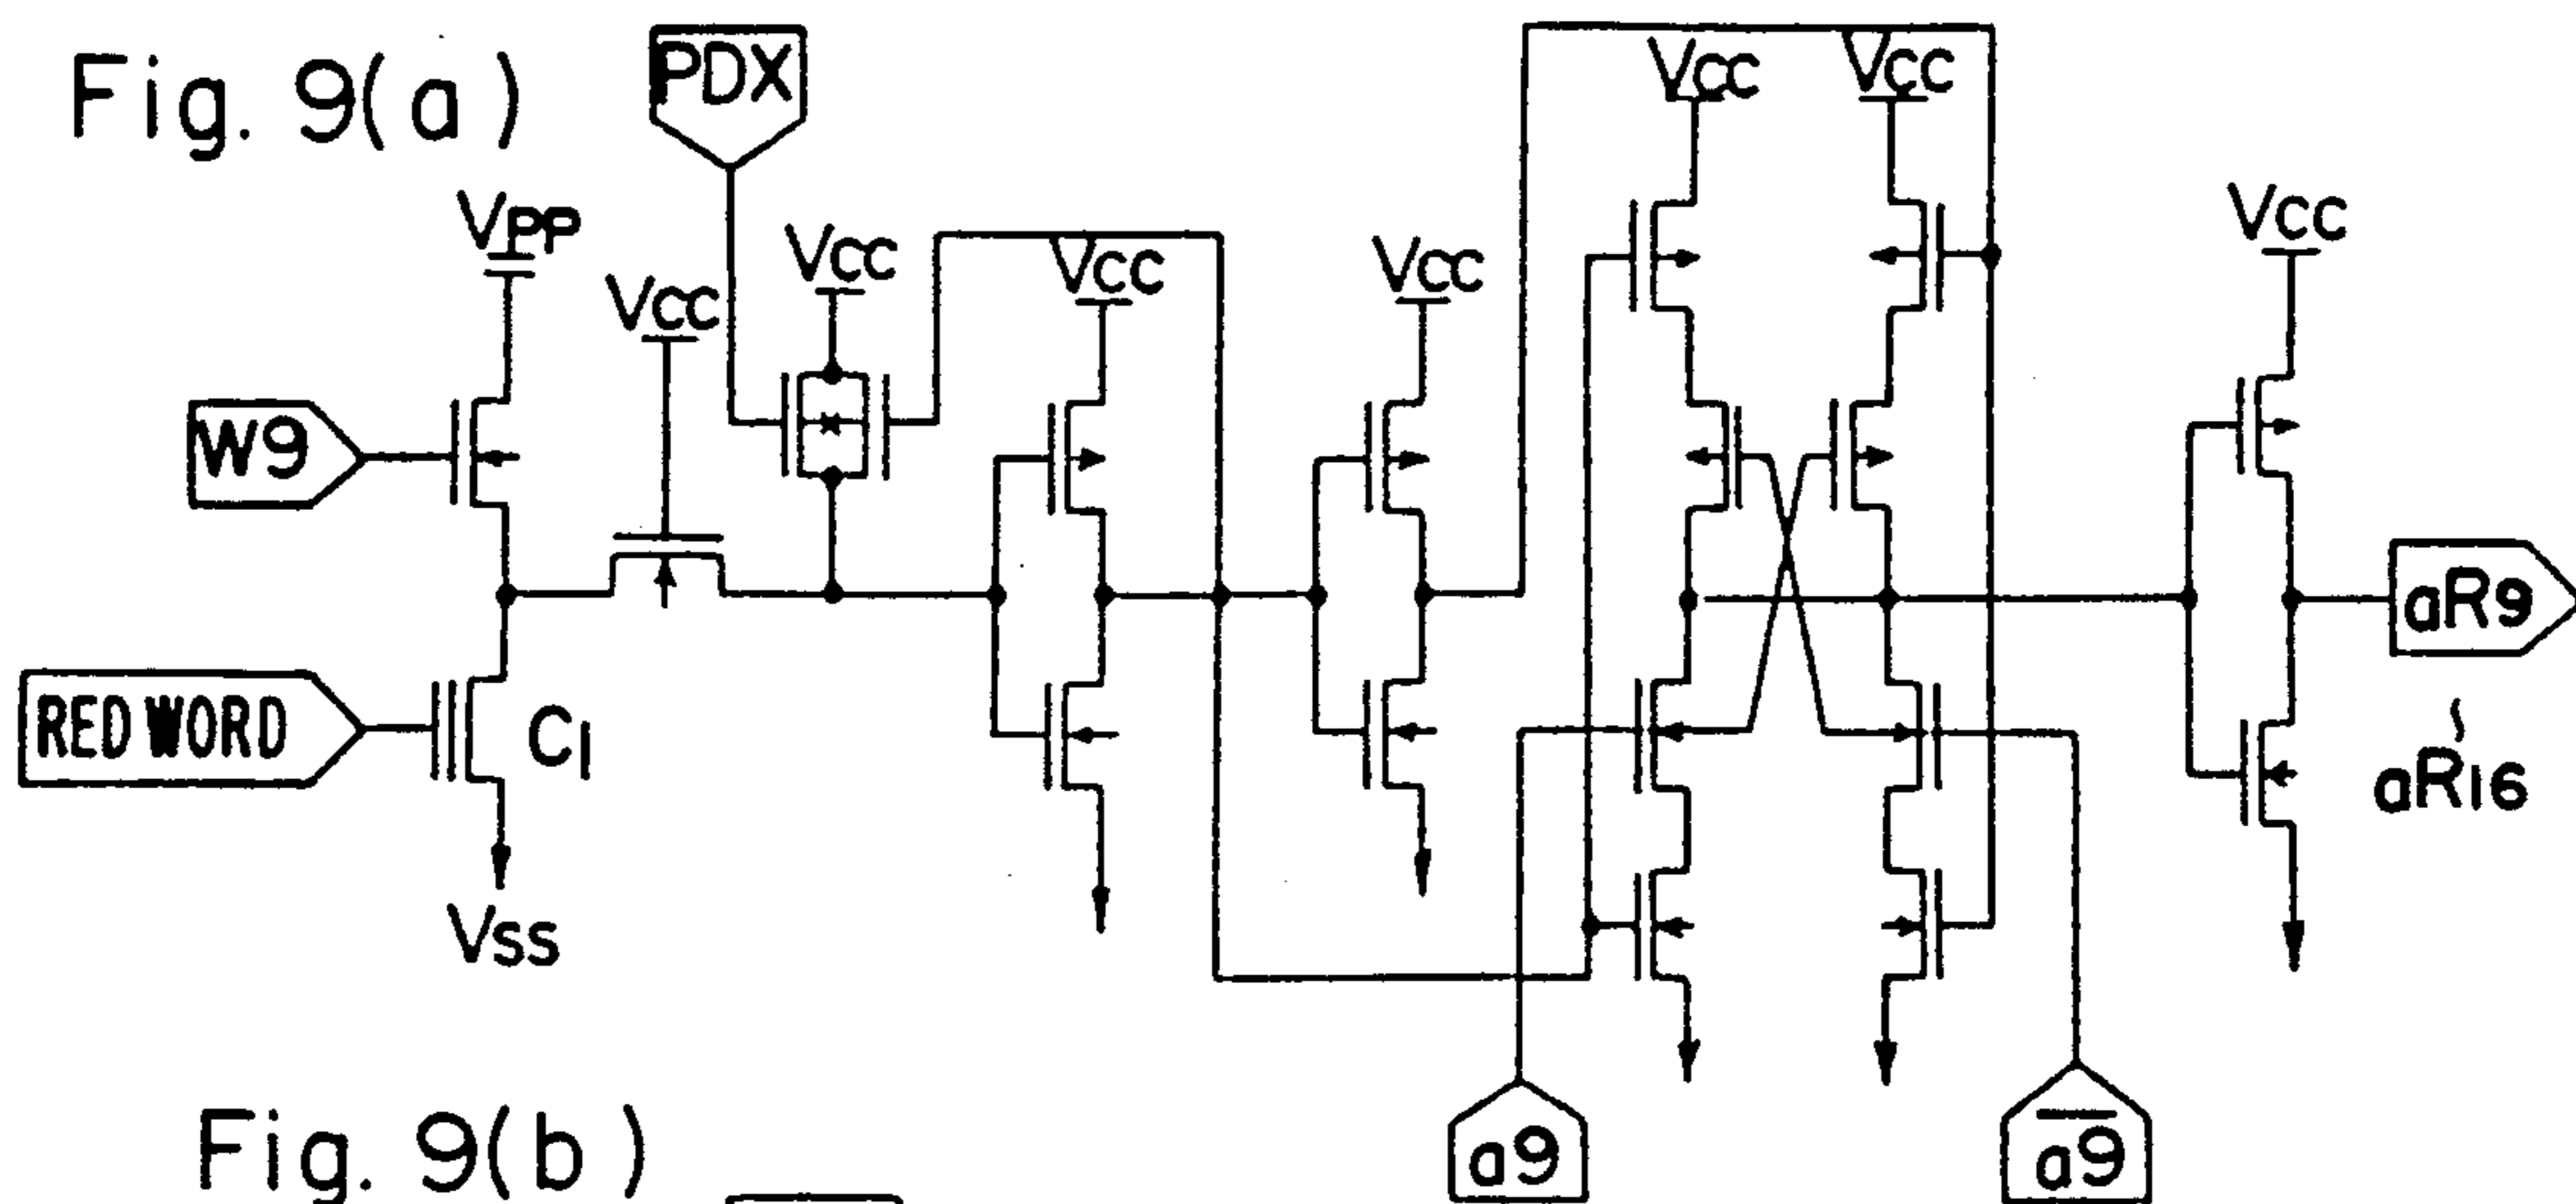 Fig. 9(a)
PDX
VCC
VCC
VPP
VCC
VCC
VCC
VCC
VCC
W9
RED WORD
C1
VSS
aR9
~
aR16
a9
a9̅
Fig. 9(b)